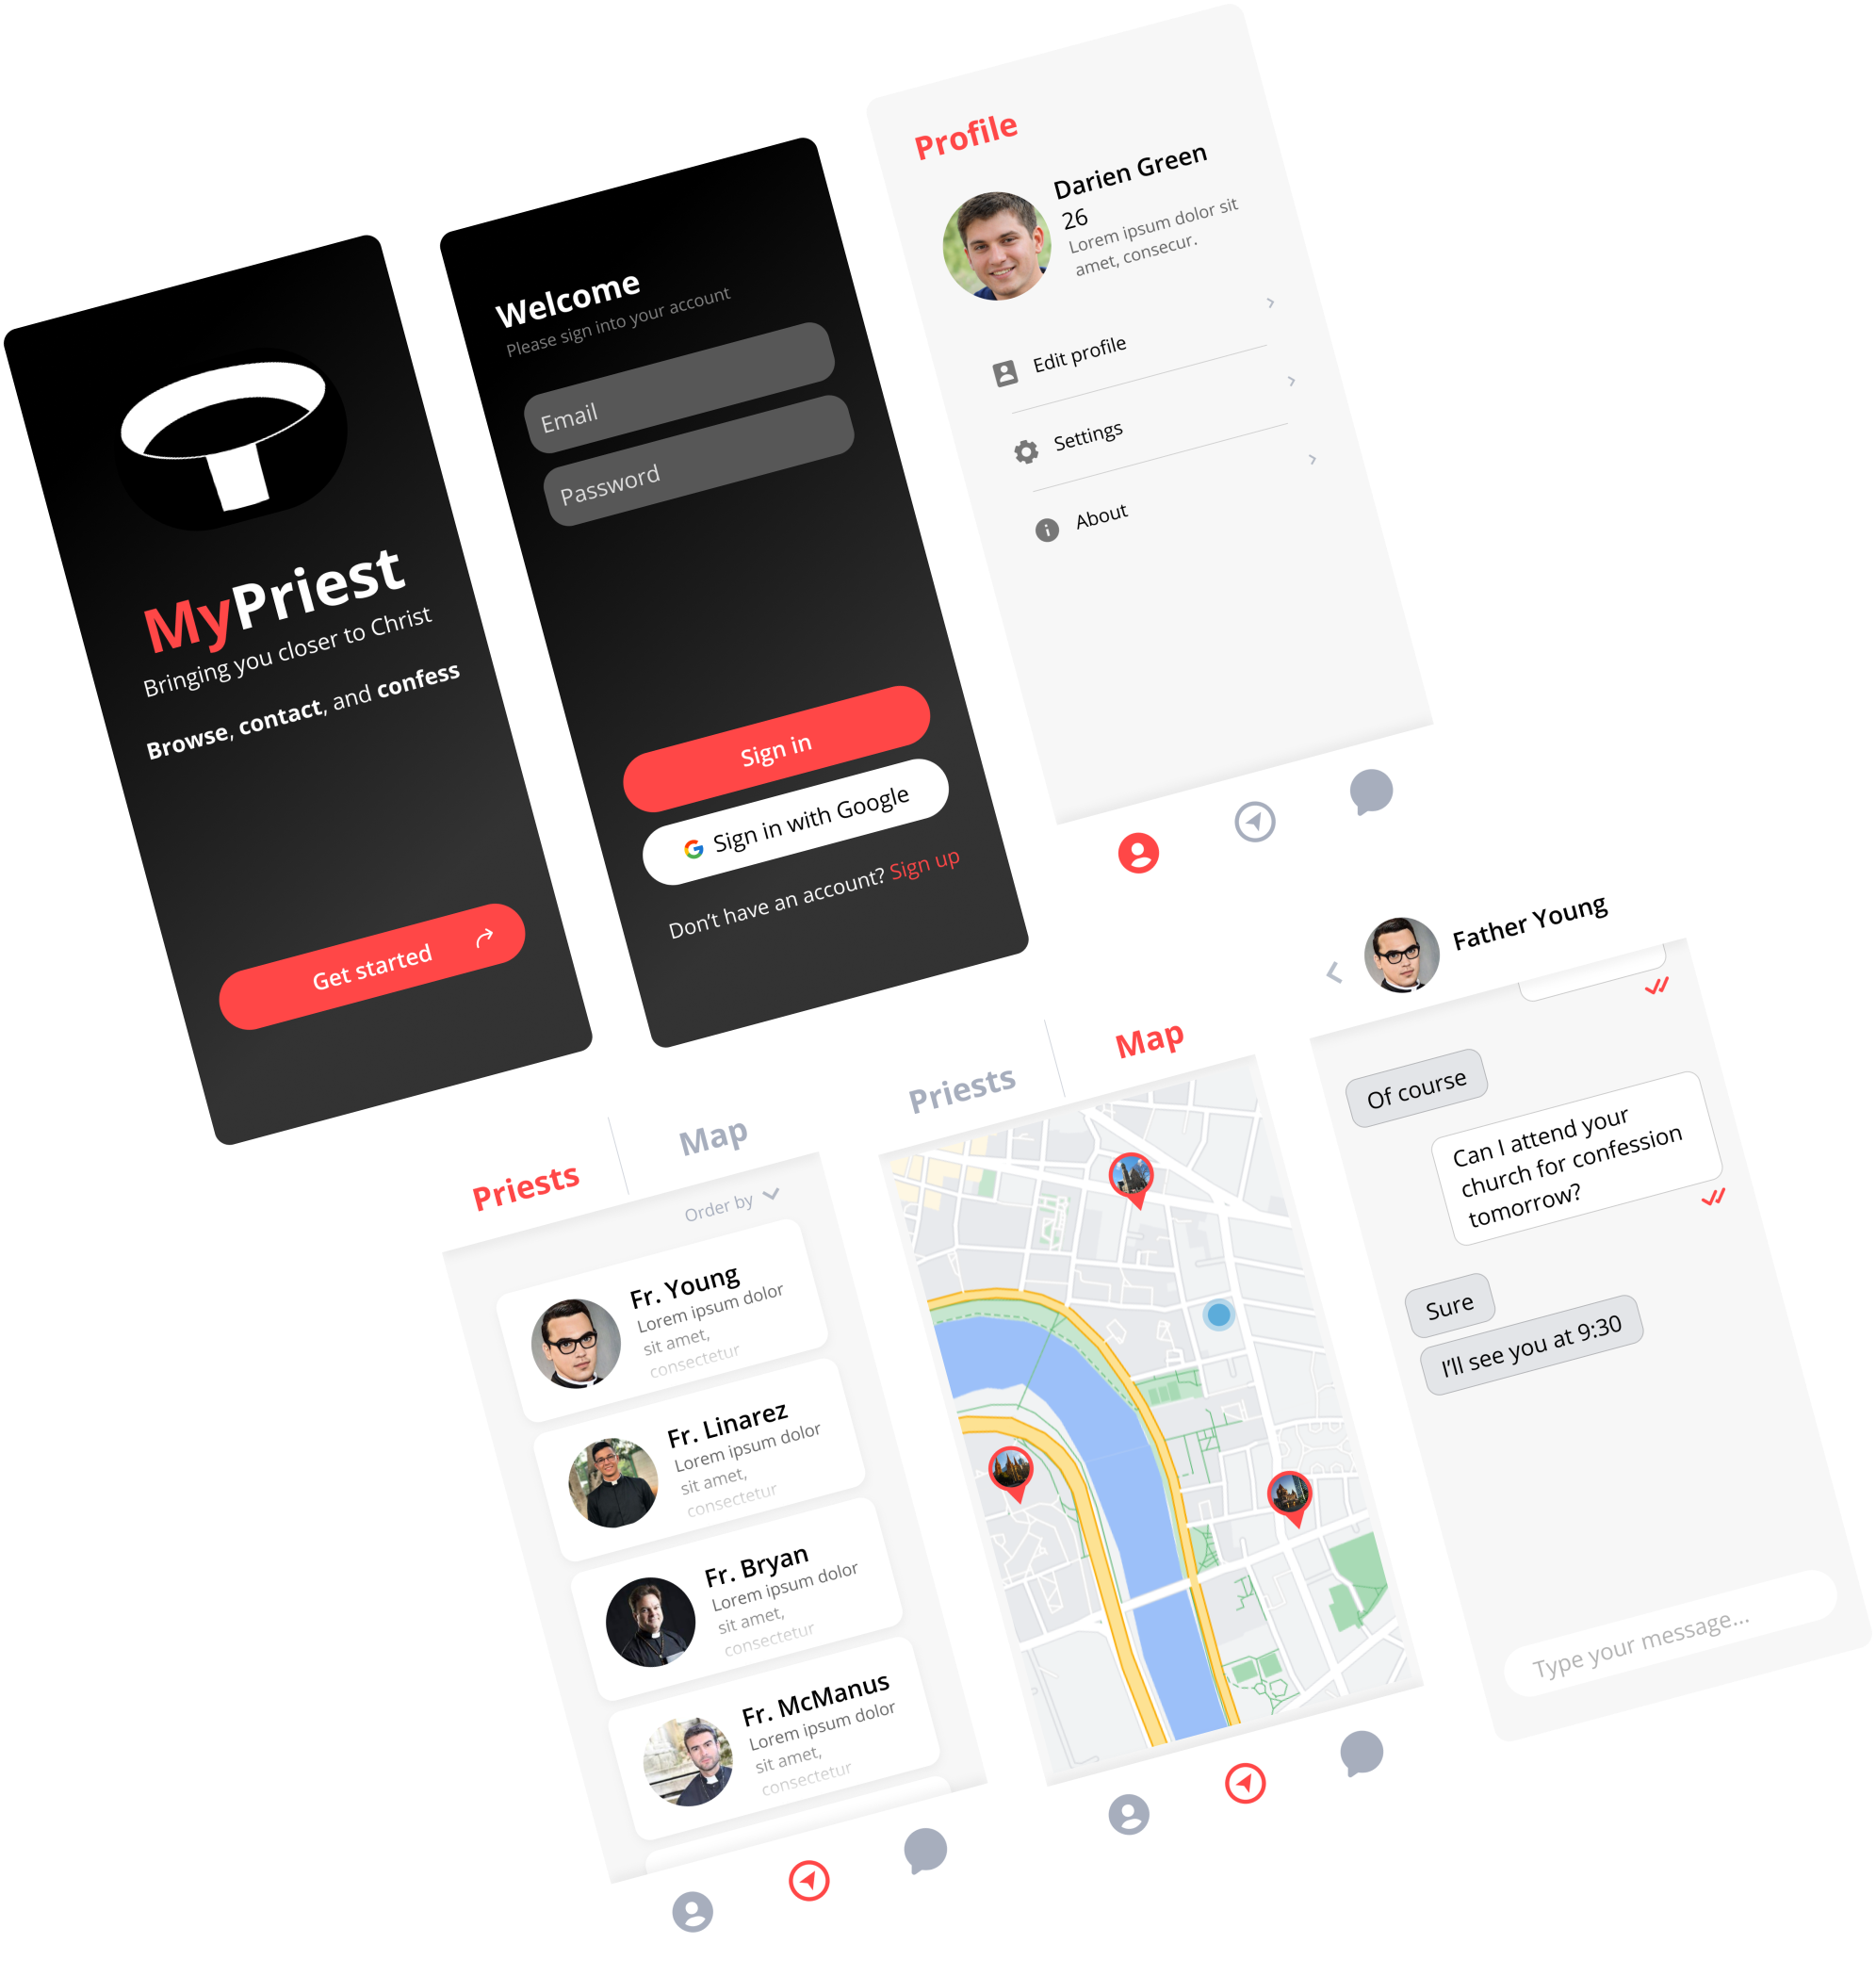 MyPriest
Bringing you closer to Christ
Browse, contact, and confess
Get started
Welcome
Please sign into your account
Email
Password
Sign in
Sign in with Google
Don't have an account? Sign up
Profile
Darien Green
26
Lorem ipsum dolor sit
amet, consecur.
Edit profile
Settings
About
Priests
Map
Order by
Fr. Young
Lorem ipsum dolor
sit amet,
consectetur
Fr. Linarez
Lorem ipsum dolor
sit amet,
consectetur
Fr. Bryan
Lorem ipsum dolor
sit amet,
consectetur
Fr. McManus
Lorem ipsum dolor
sit amet,
consectetur
Priests
Map
Father Young
Of course
Can I attend your
church for confession
tomorrow?
Sure
I'll see you at 9:30
Type your message...